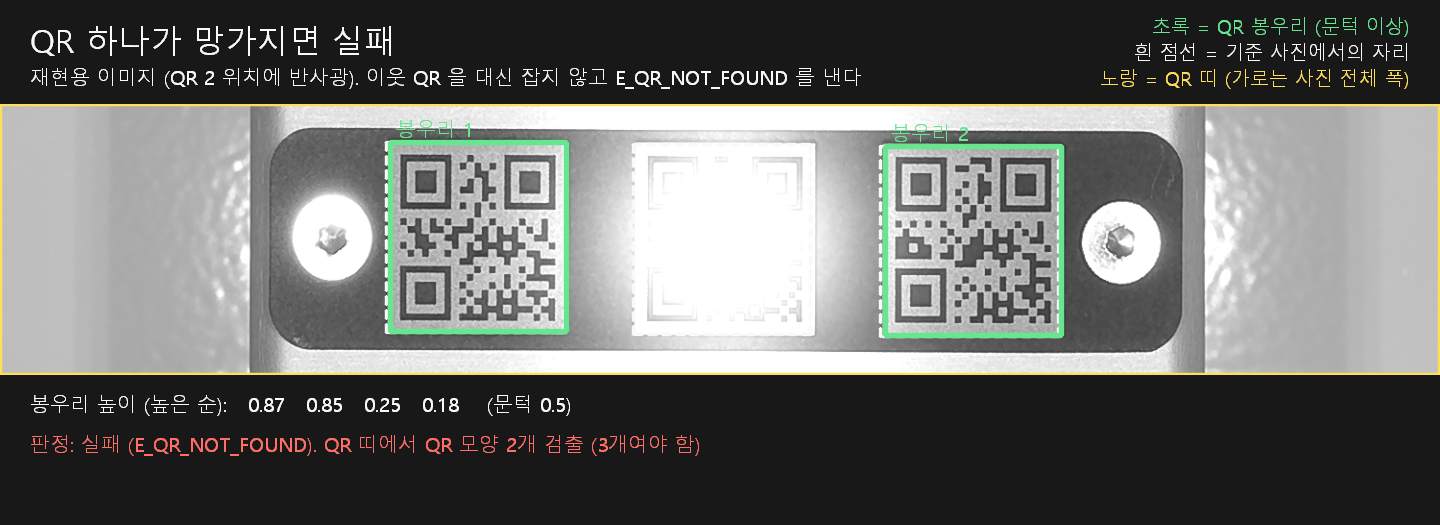 QR 하나가 망가지면 실패
재현용 이미지 (QR 2 위치에 반사광). 이웃 QR 을 대신 잡지 않고 E_QR_NOT_FOUND 를 낸다
초록 = QR 봉우리 (문턱 이상)
흰 점선 = 기준 사진에서의 자리
노랑 = QR 띠 (가로는 사진 전체 폭)
봉우리 1
봉우리 2
봉우리 높이 (높은 순): 0.87 0.85 0.25 0.18 (문턱 0.5)
판정: 실패 (E_QR_NOT_FOUND). QR 띠에서 QR 모양 2개 검출 (3개여야 함)